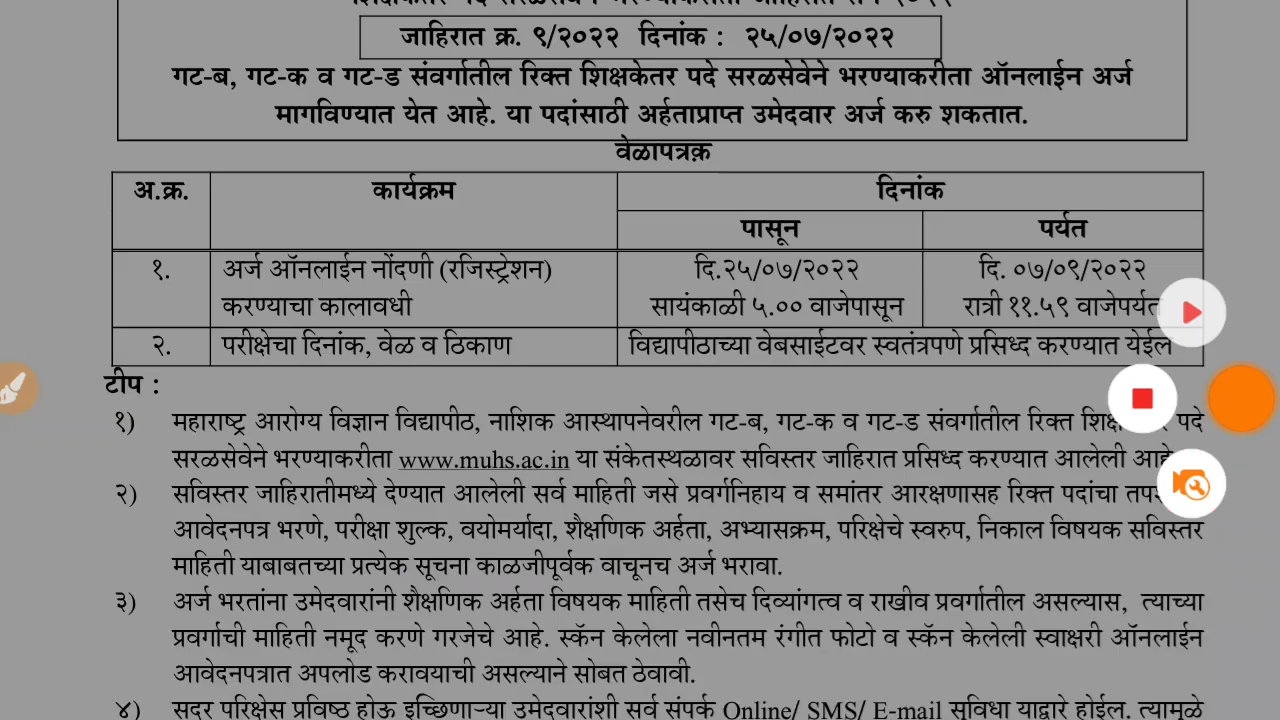 जाहिरात क्र. ९/२०२२ दिनांक : २५/०७/२०२२
गट-ब, गट-क व गट-ड संवर्गातील रिक्त शिक्षकेतर पदे सरळसेवेने भरण्याकरीता ऑनलाईन अर्ज
मागविण्यात येत आहे. या पदांसाठी अर्हताप्राप्त उमेदवार अर्ज करु शकतात.
वेळापत्रक
अ.क्र. कार्यक्रम दिनांक
पासून पर्यत
१. अर्ज ऑनलाईन नोंदणी (रजिस्ट्रेशन) दि.२५/०७/२०२२ दि. ०७/०९/२०२२
करण्याचा कालावधी सायंकाळी ५.०० वाजेपासून रात्री ११.५९ वाजेपर्यत
२. परीक्षेचा दिनांक, वेळ व ठिकाण विद्यापीठाच्या वेबसाईटवर स्वतंत्रपणे प्रसिध्द करण्यात येईल
टीप :
१) महाराष्ट्र आरोग्य विज्ञान विद्यापीठ, नाशिक आस्थापनेवरील गट-ब, गट-क व गट-ड संवर्गातील रिक्त पदे
सरळसेवेने भरण्याकरीता www.muhs.ac.in या संकेतस्थळावर सविस्तर जाहिरात प्रसिध्द करण्यात आलेली आहे
२) सविस्तर जाहिरातीमध्ये देण्यात आलेली सर्व माहिती जसे प्रवर्गनिहाय व समांतर आरक्षणासह रिक्त पदांचा
आवेदनपत्र भरणे, परीक्षा शुल्क, वयोमर्यादा, शैक्षणिक अर्हता, अभ्यासक्रम, परिक्षेचे स्वरुप, निकाल विषयक सविस्तर
माहिती याबाबतच्या प्रत्येक सूचना काळजीपूर्वक वाचूनच अर्ज भरावा.
३) अर्ज भरतांना उमेदवारांनी शैक्षणिक अर्हता विषयक माहिती तसेच दिव्यांगत्व व राखीव प्रवर्गातील असल्यास, त्याच्या
प्रवर्गाची माहिती नमूद करणे गरजेचे आहे. स्कॅन केलेला नवीनतम रंगीत फोटो व स्कॅन केलेली स्वाक्षरी ऑनलाईन
आवेदनपत्रात अपलोड करावयाची असल्याने सोबत ठेवावी.
४) सदर परिक्षेस प्रविष्ठ होऊ इच्छिणाऱ्या उमेदवारांशी सर्व संपर्क Online/ SMS/ E-mail सुविधा याद्वारे होईल. त्यामुळे